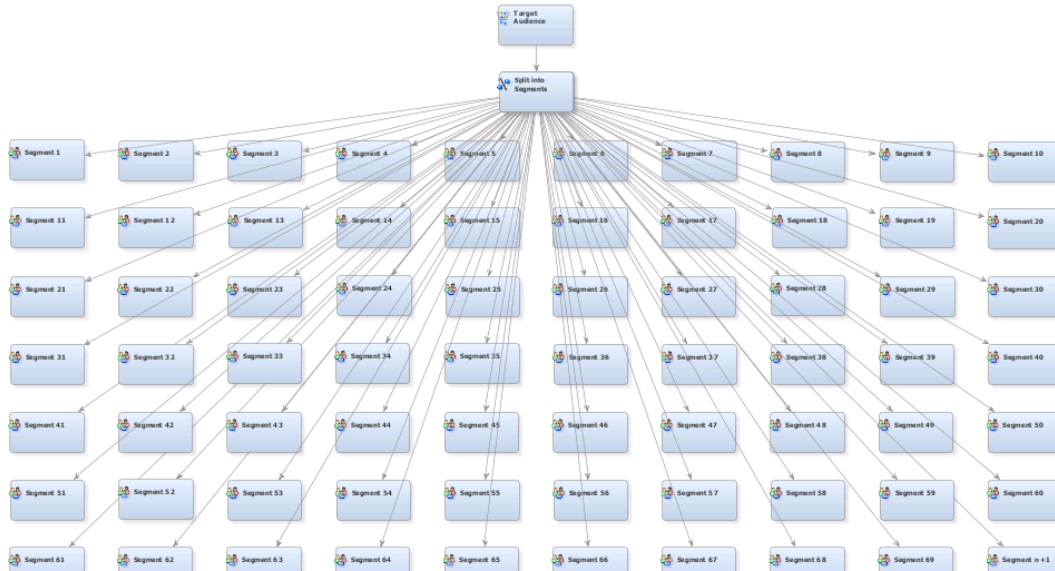 Target
Audience
Split into
Segments
Segment 1
Segment 2
Segment 3
Segment 4
Segment 5
Segment 6
Segment 7
Segment 8
Segment 9
Segment 10
Segment 11
Segment 12
Segment 13
Segment 14
Segment 15
Segment 16
Segment 17
Segment 18
Segment 19
Segment 20
Segment 21
Segment 22
Segment 23
Segment 24
Segment 25
Segment 26
Segment 27
Segment 28
Segment 29
Segment 30
Segment 31
Segment 32
Segment 33
Segment 34
Segment 35
Segment 36
Segment 37
Segment 38
Segment 39
Segment 40
Segment 41
Segment 42
Segment 43
Segment 44
Segment 45
Segment 46
Segment 47
Segment 48
Segment 49
Segment 50
Segment 51
Segment 52
Segment 53
Segment 54
Segment 55
Segment 56
Segment 57
Segment 58
Segment 59
Segment 60
Segment 61
Segment 62
Segment 63
Segment 64
Segment 65
Segment 66
Segment 67
Segment 68
Segment 69
Segment n+1